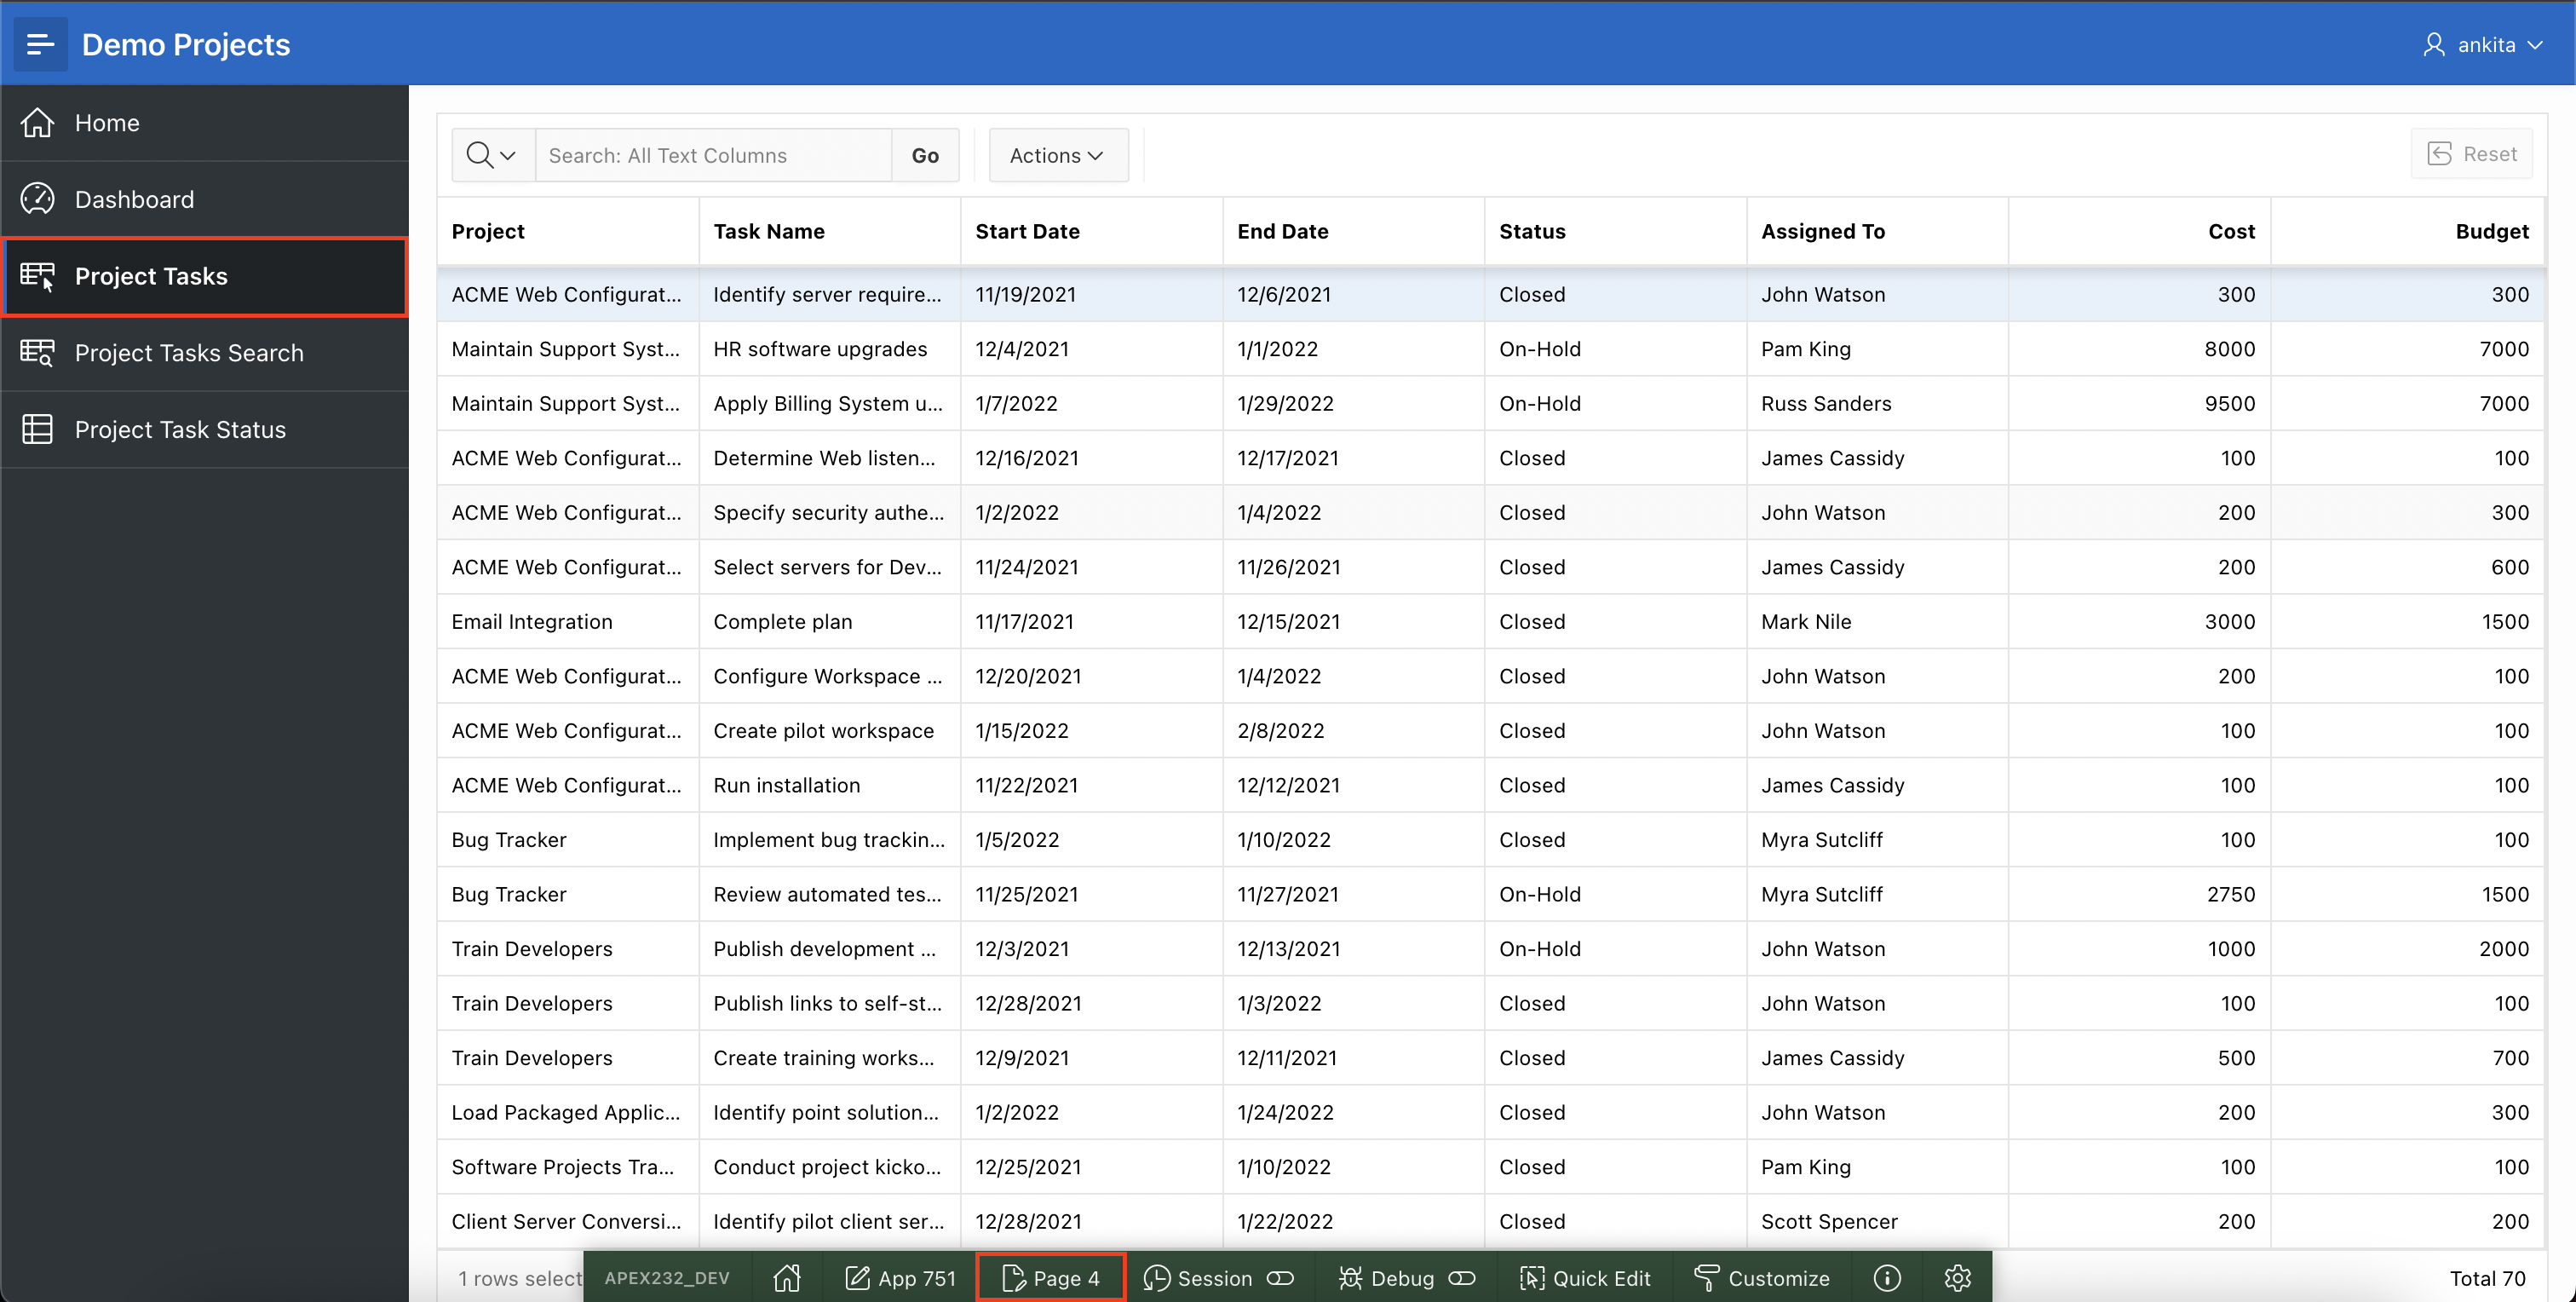 Demo Projects
ankita
Home
Dashboard
Project Tasks
Project Tasks Search
Project Task Status
Search: All Text Columns Go Actions Reset
Project Task Name Start Date End Date Status Assigned To Cost Budget
ACME Web Configurat... Identify server require... 11/19/2021 12/6/2021 Closed John Watson 300 300
Maintain Support Syst... HR software upgrades 12/4/2021 1/1/2022 On-Hold Pam King 8000 7000
Maintain Support Syst... Apply Billing System u... 1/7/2022 1/29/2022 On-Hold Russ Sanders 9500 7000
ACME Web Configurat... Determine Web listen... 12/16/2021 12/17/2021 Closed James Cassidy 100 100
ACME Web Configurat... Specify security authe... 1/2/2022 1/4/2022 Closed John Watson 200 300
ACME Web Configurat... Select servers for Dev... 11/24/2021 11/26/2021 Closed James Cassidy 200 600
Email Integration Complete plan 11/17/2021 12/15/2021 Closed Mark Nile 3000 1500
ACME Web Configurat... Configure Workspace ... 12/20/2021 1/4/2022 Closed John Watson 200 100
ACME Web Configurat... Create pilot workspace 1/15/2022 2/8/2022 Closed John Watson 100 100
ACME Web Configurat... Run installation 11/22/2021 12/12/2021 Closed James Cassidy 100 100
Bug Tracker Implement bug trackin... 1/5/2022 1/10/2022 Closed Myra Sutcliff 100 100
Bug Tracker Review automated tes... 11/25/2021 11/27/2021 On-Hold Myra Sutcliff 2750 1500
Train Developers Publish development ... 12/3/2021 12/13/2021 On-Hold John Watson 1000 2000
Train Developers Publish links to self-st... 12/28/2021 1/3/2022 Closed John Watson 100 100
Train Developers Create training works... 12/9/2021 12/11/2021 Closed James Cassidy 500 700
Load Packaged Applic... Identify point solution... 1/2/2022 1/24/2022 Closed John Watson 200 300
Software Projects Tra... Conduct project kicko... 12/25/2021 1/10/2022 Closed Pam King 100 100
Client Server Conversi... Identify pilot client ser... 12/28/2021 1/22/2022 Closed Scott Spencer 200 200
1 rows select APEX232_DEV App 751 Page 4 Session Debug Quick Edit Customize Total 70